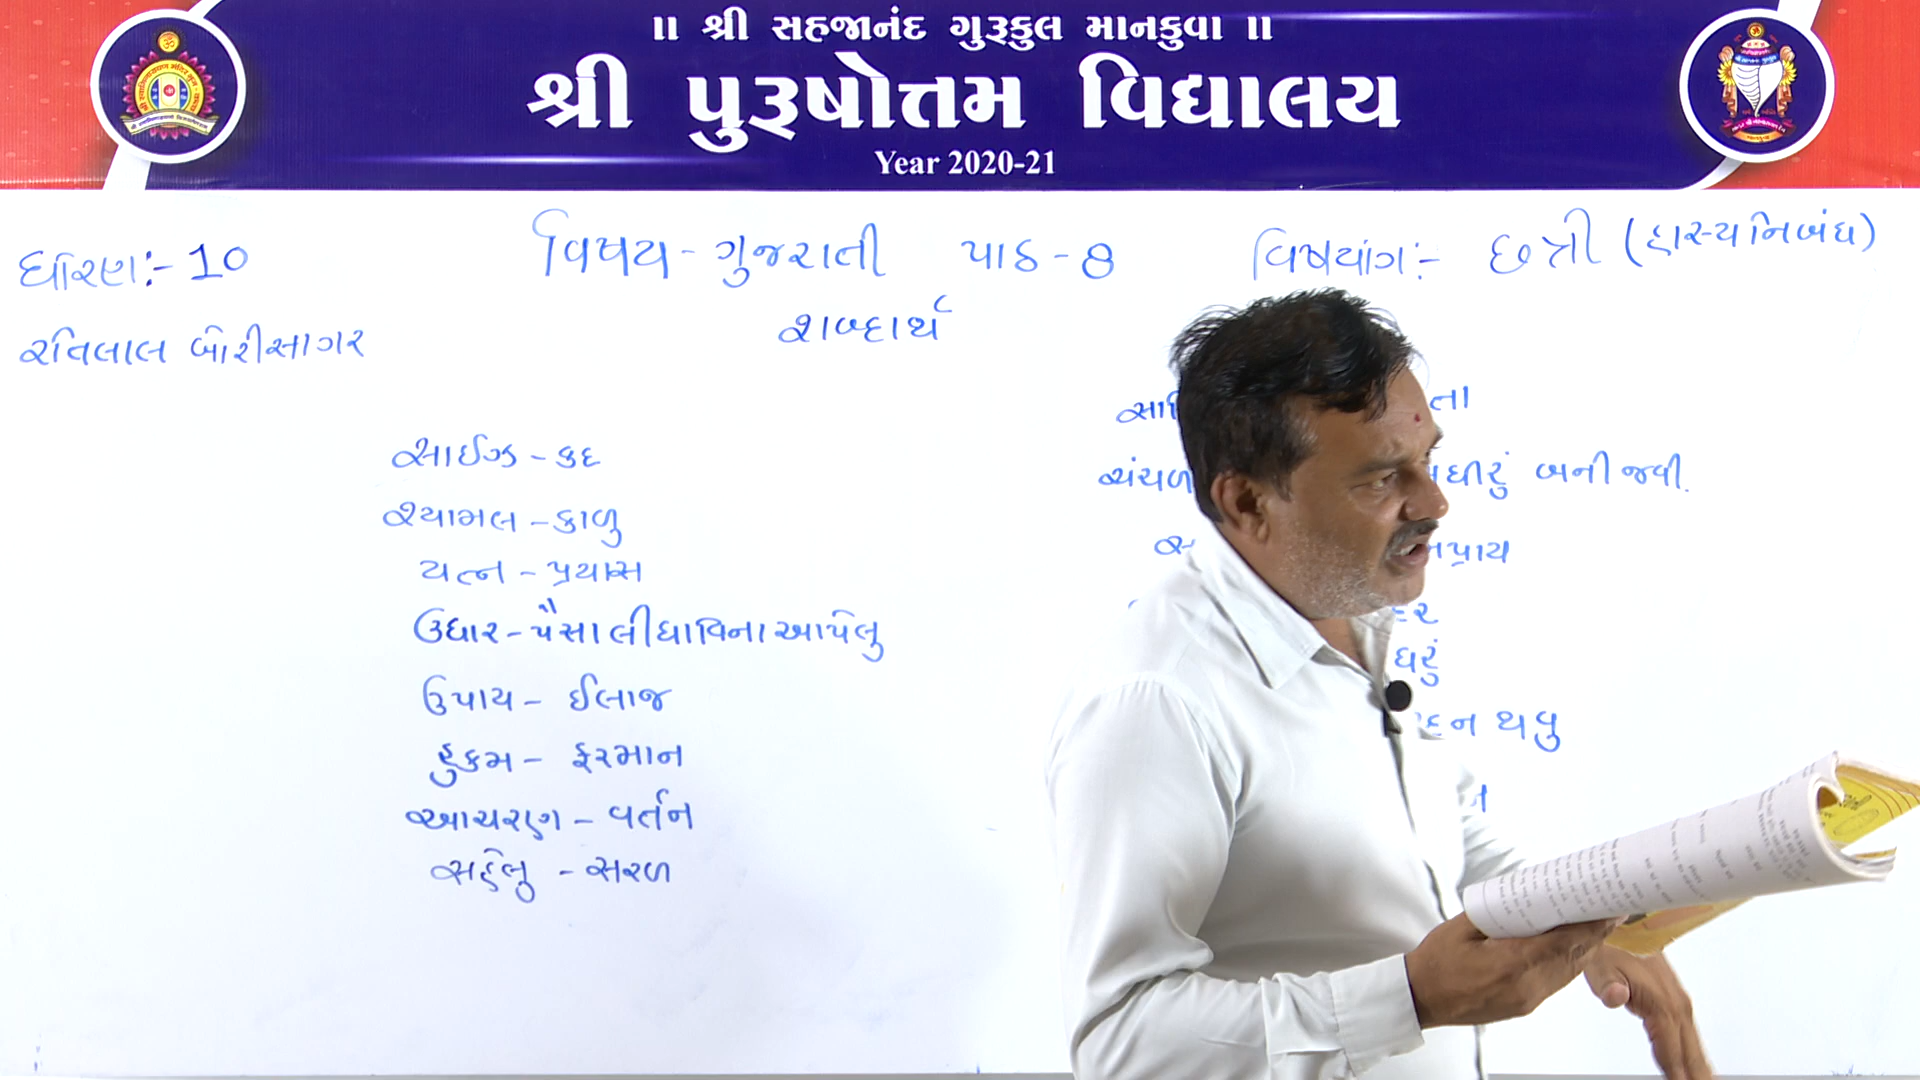 ॥ શ્રી સહજાનંદ ગુરૂકુલ માનકુવા ॥
શ્રી પુરૂષોત્તમ વિદ્યાલય
Year 2020-21
ધોરણ:- 10 વિષય - ગુજરાતી પાઠ - 8 વિષયાંગ:- છત્રી (હાસ્યનિબંધ)
રતિલાલ બોરીસાગર
શબ્દાર્થ
સાઈઝ - કદ
શ્યામલ - કાળુ
યત્ન - પ્રયાસ
ઉધાર - પૈસા લીધા વિના આપેલુ
ઉપાય - ઈલાજ
હુકમ - ફરમાન
આચરણ - વર્તન
સહેલુ - સરળ
ચંચળ બની જવી.
થવુ